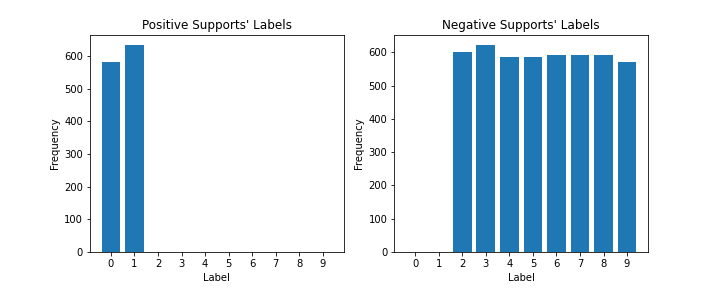 Positive Supports' Labels
Frequency
600
500
400
300
200
100
0
0 1 2 3 4 5 6 7 8 9
Label
Negative Supports' Labels
Frequency
600
500
400
300
200
100
0
0 1 2 3 4 5 6 7 8 9
Label